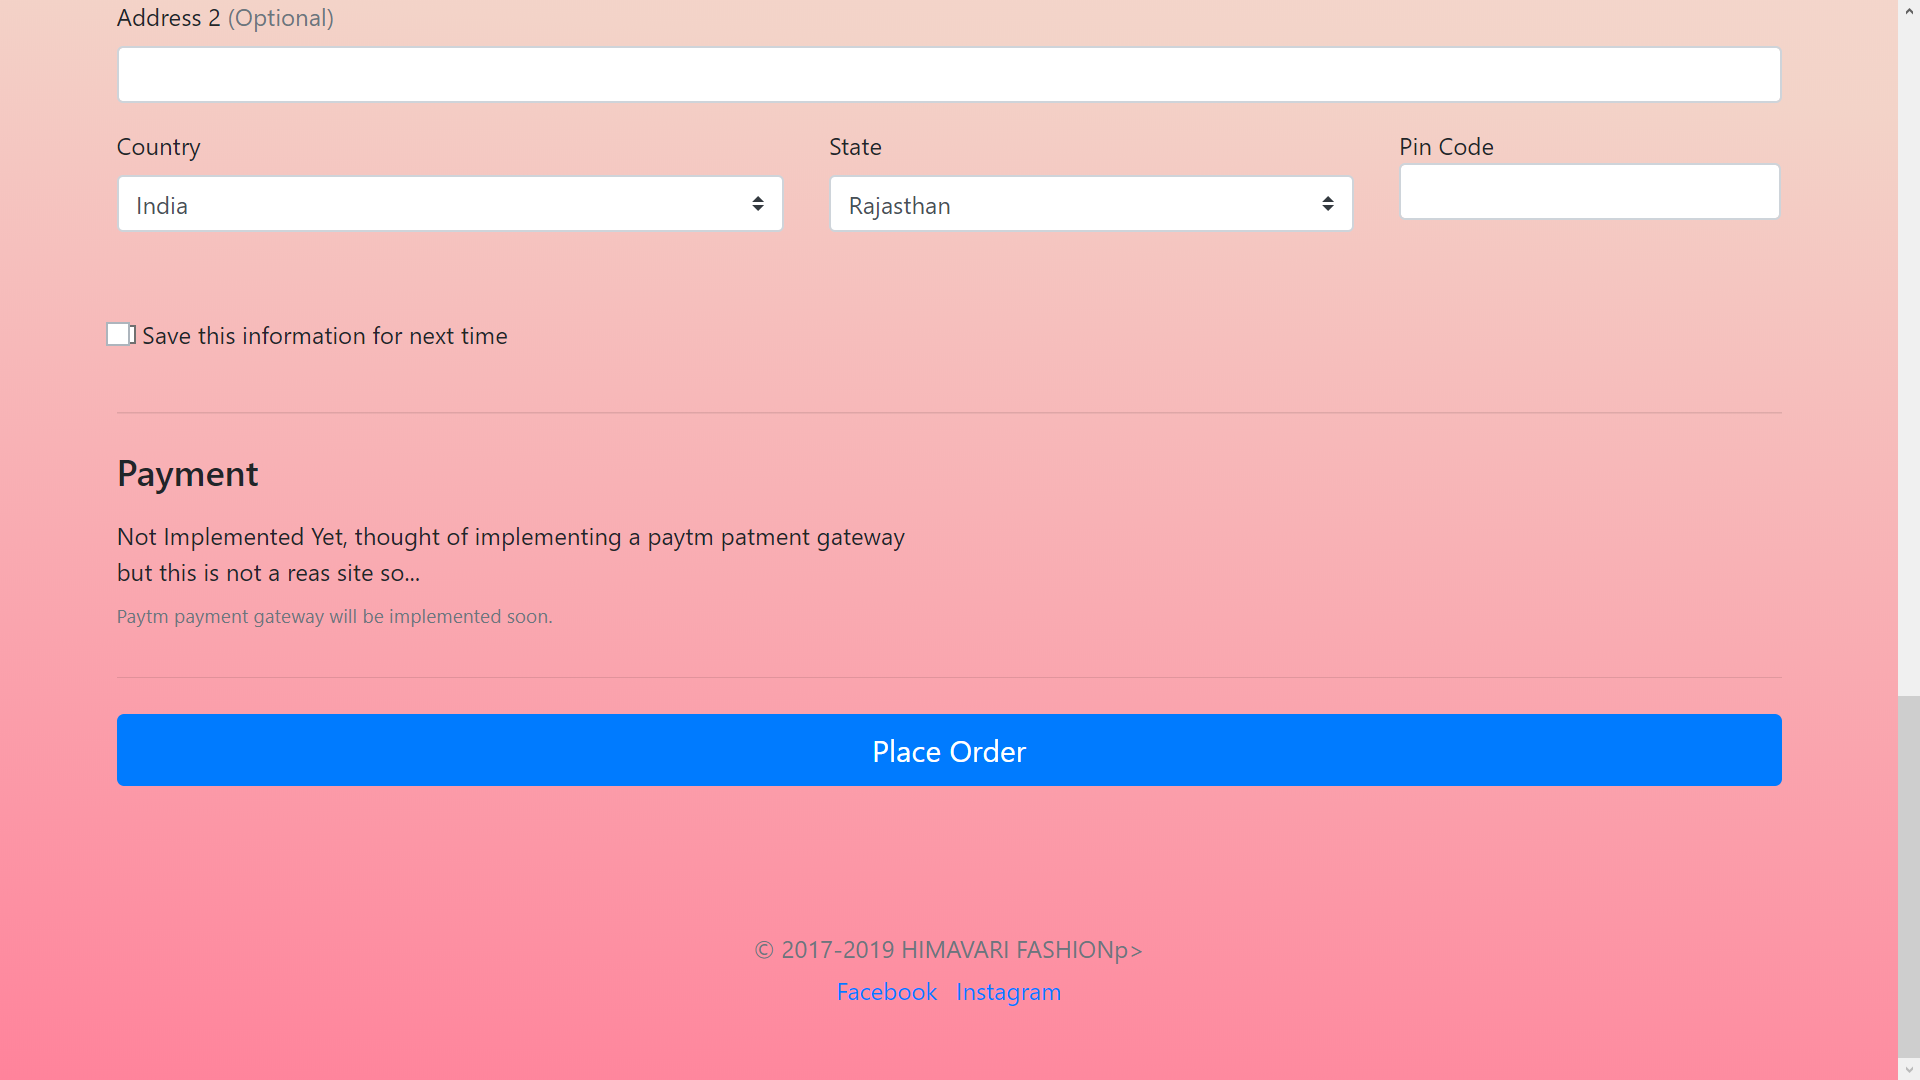 Address 2 (Optional)
Country State Pin Code
India Rajasthan
Save this information for next time
Payment
Not Implemented Yet, thought of implementing a paytm patment gateway
but this is not a reas site so...
Paytm payment gateway will be implemented soon.
Place Order
© 2017-2019 HIMAVARI FASHIONp>
Facebook Instagram